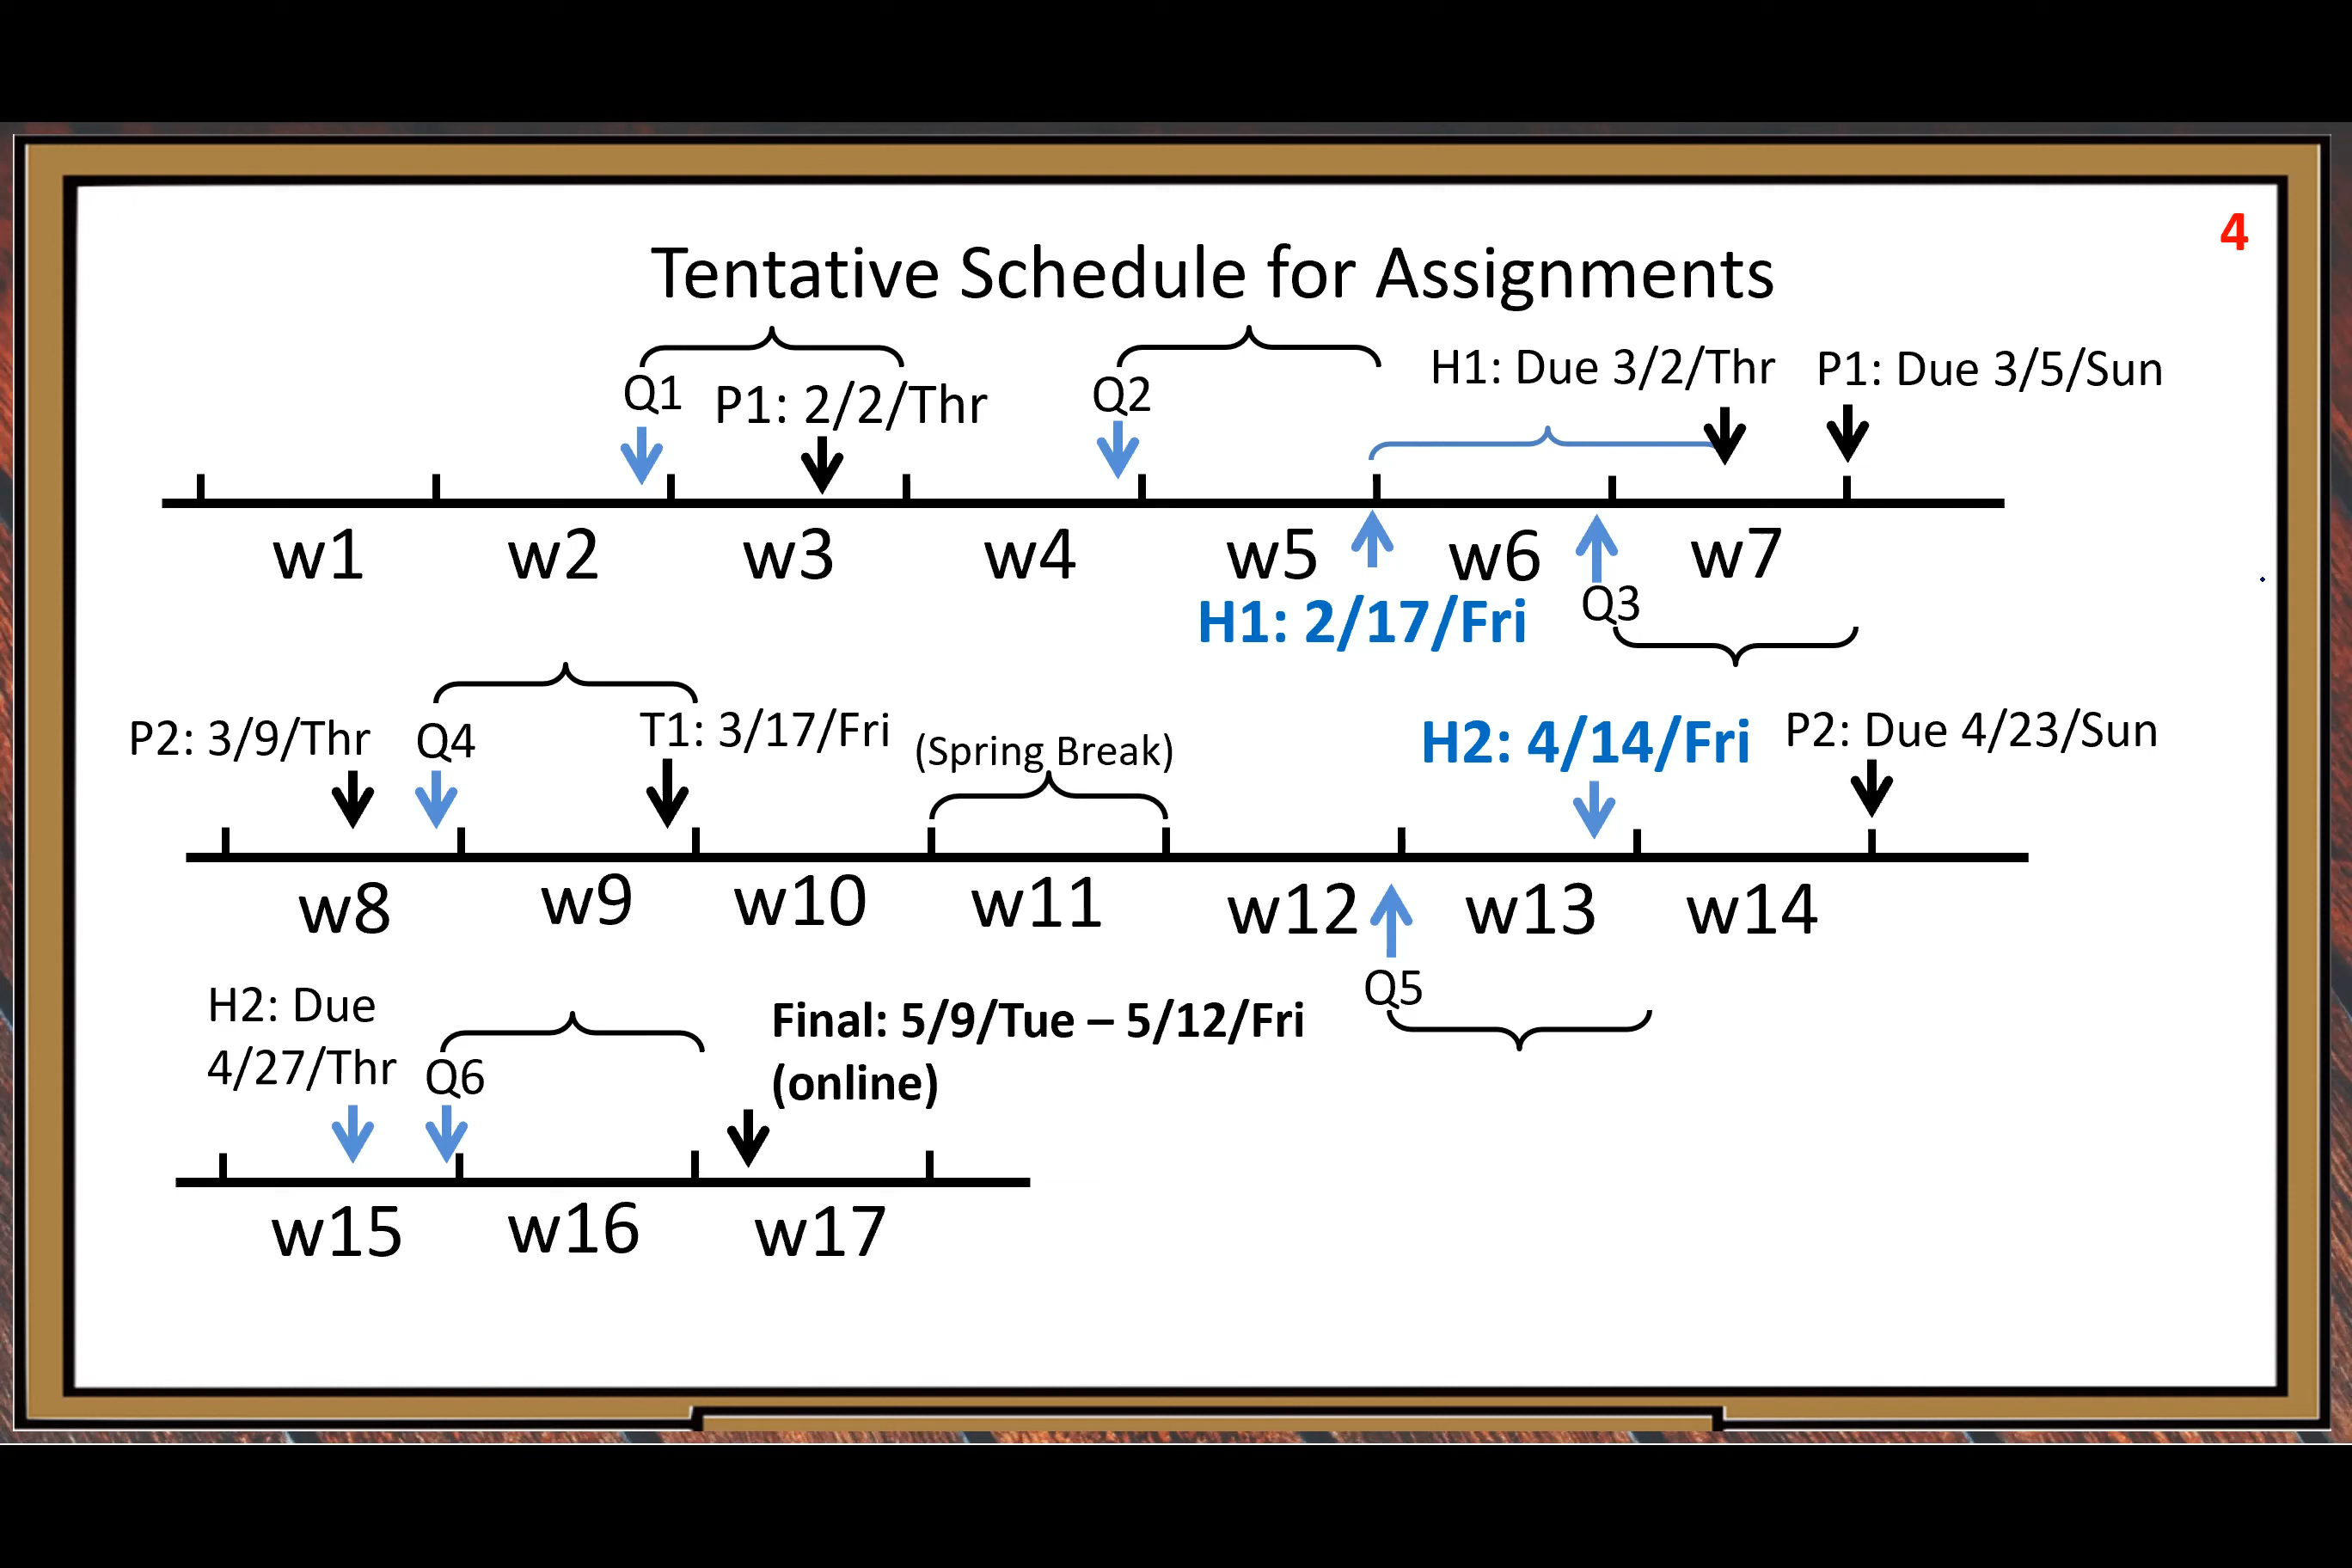 4
Tentative Schedule for Assignments
Q1
P1: 2/2/Thr
Q2
H1: Due 3/2/Thr
P1: Due 3/5/Sun
w1 w2 w3 w4 w5 w6 w7
H1: 2/17/Fri
Q3
P2: 3/9/Thr
Q4
T1: 3/17/Fri
(Spring Break)
H2: 4/14/Fri
P2: Due 4/23/Sun
w8 w9 w10 w11 w12 w13 w14
Q5
H2: Due
4/27/Thr
Q6
Final: 5/9/Tue – 5/12/Fri
(online)
w15 w16 w17